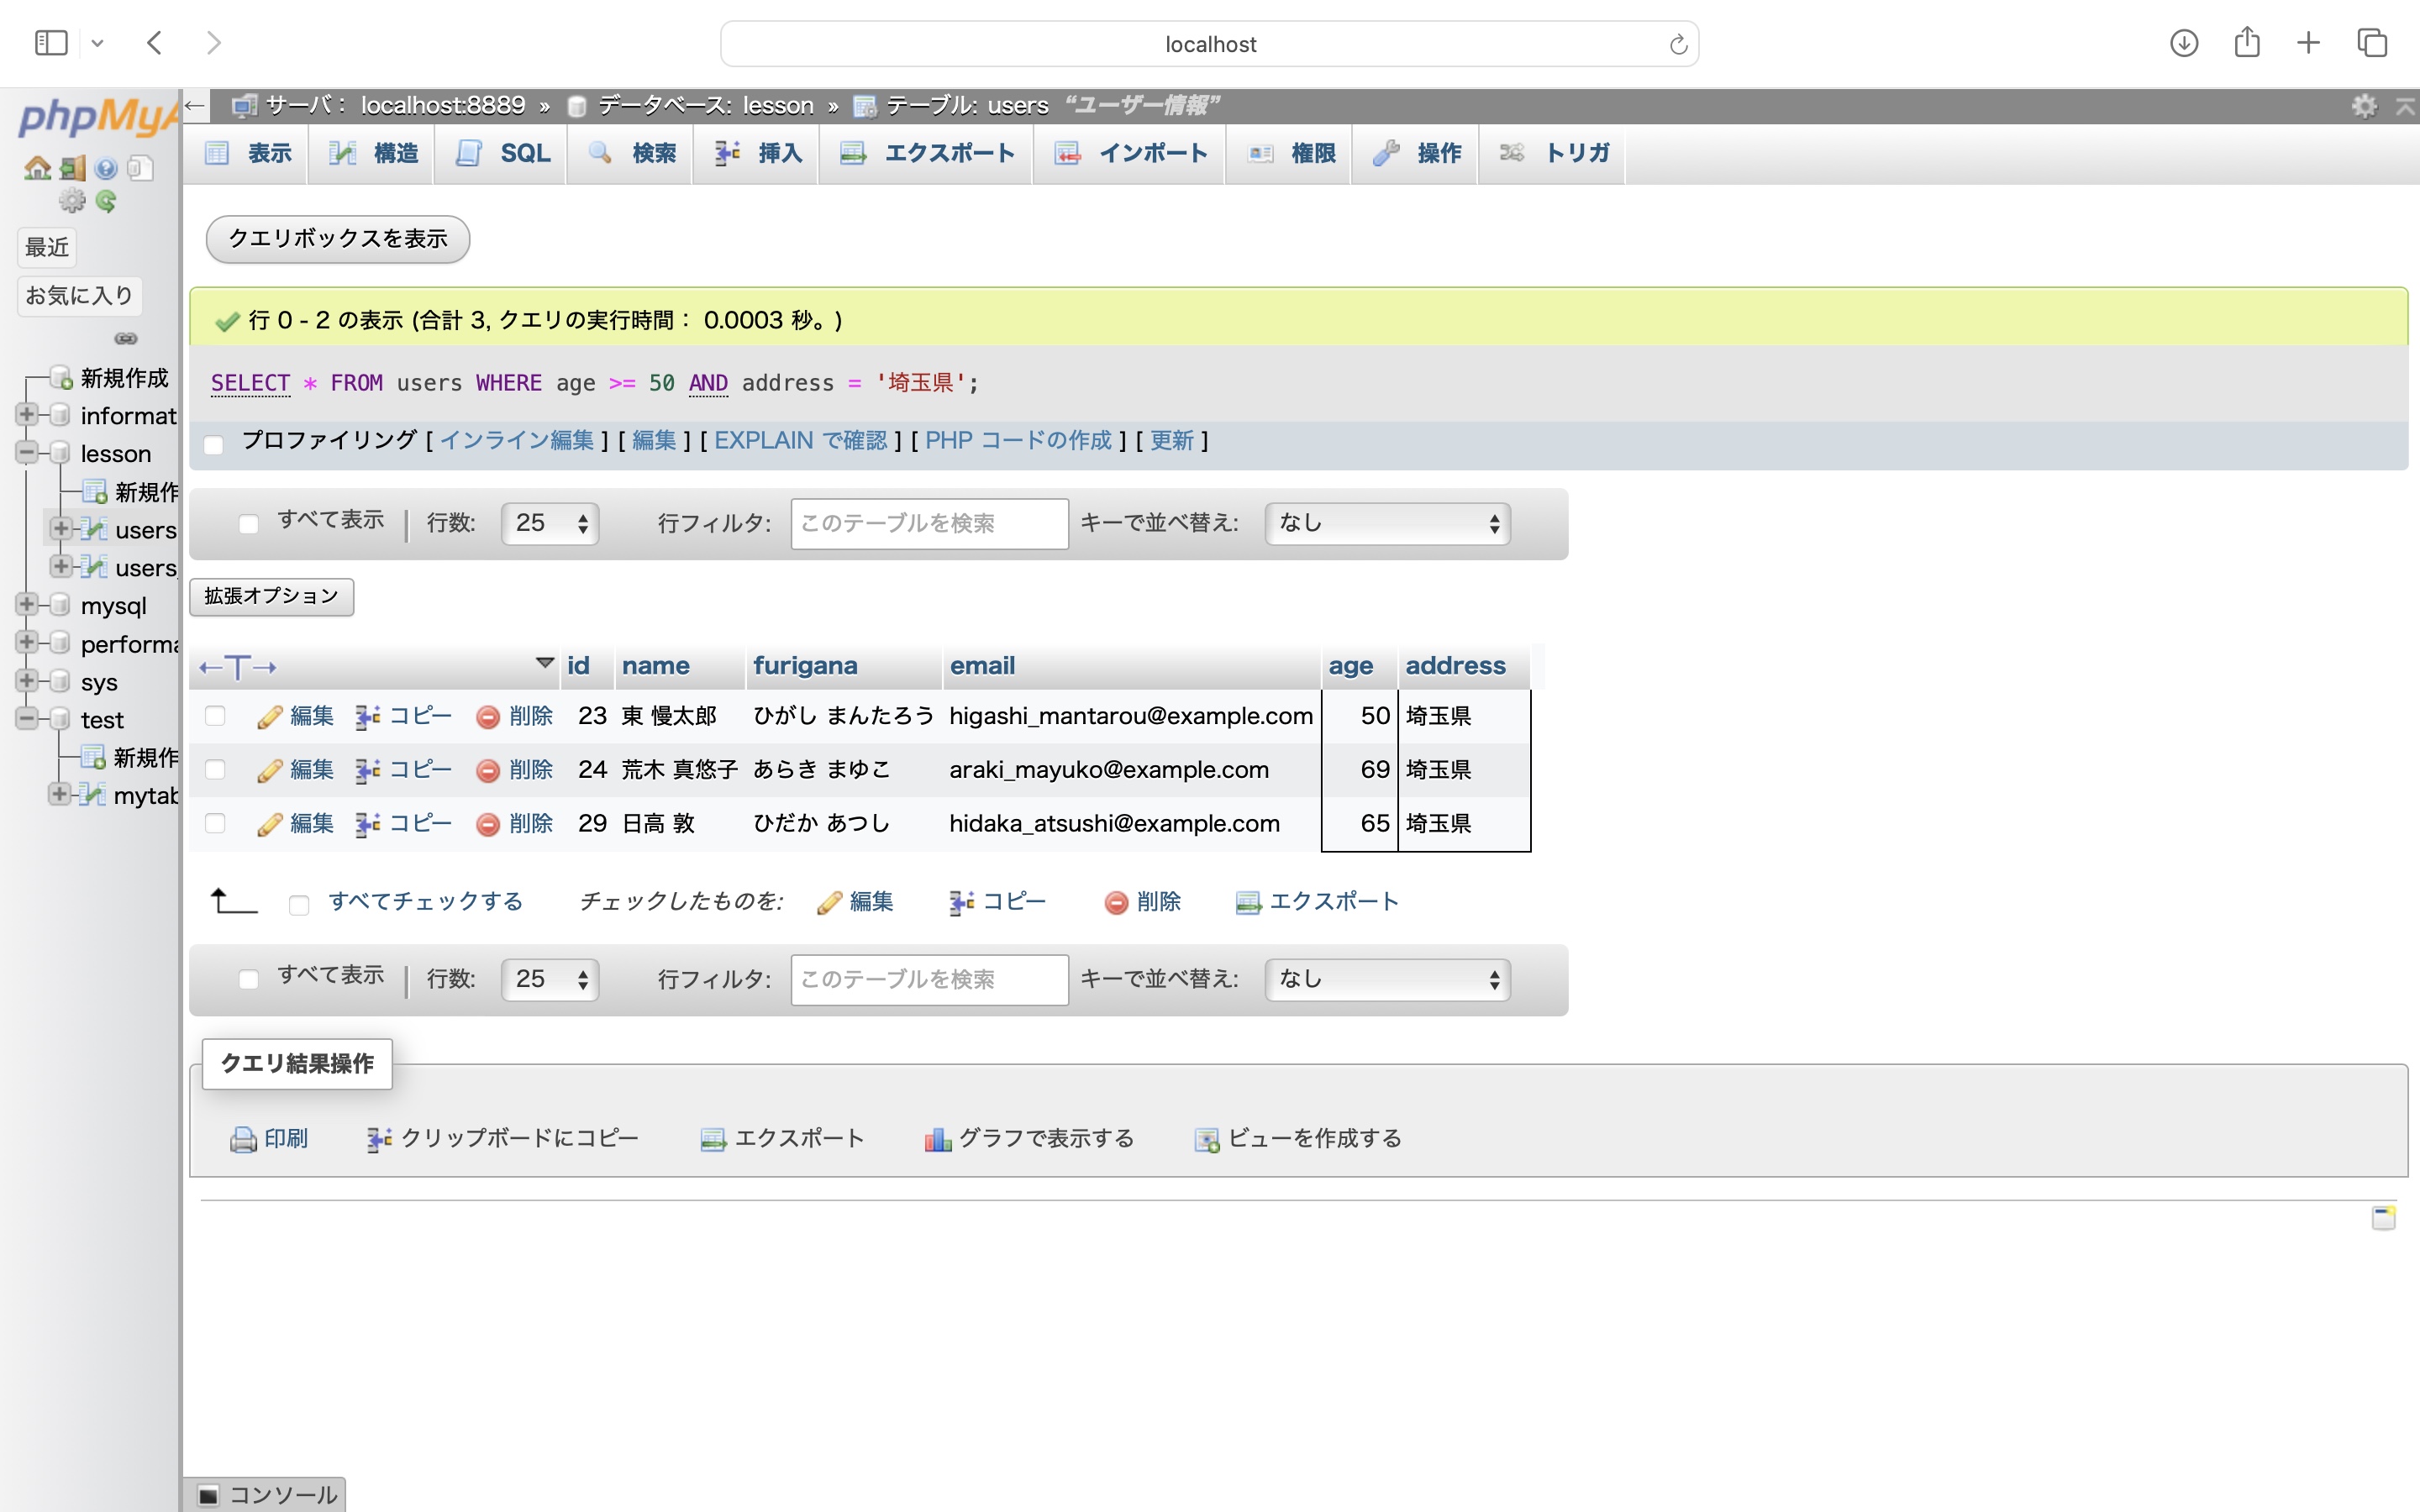 localhost
phpMyA
← サーバ： localhost:8889 » データベース: lesson » テーブル: users “ユーザー情報”
表示 構造 SQL 検索 挿入 エクスポート インポート 権限 操作 トリガ
最近
お気に入り
新規作成
informat
lesson
新規作
users
users_
mysql
performa
sys
test
新規作
mytab
クエリボックスを表示
行 0 - 2 の表示 (合計 3, クエリの実行時間： 0.0003 秒。)
SELECT * FROM users WHERE age >= 50 AND address = '埼玉県';
プロファイリング [ インライン編集 ] [ 編集 ] [ EXPLAIN で確認 ] [ PHP コードの作成 ] [ 更新 ]
すべて表示 | 行数: 25 行フィルタ: このテーブルを検索 キーで並べ替え: なし
拡張オプション
←T→ id name furigana email age address
編集 コピー 削除 23 東 慢太郎 ひがし まんたろう higashi_mantarou@example.com 50 埼玉県
編集 コピー 削除 24 荒木 真悠子 あらき まゆこ araki_mayuko@example.com 69 埼玉県
編集 コピー 削除 29 日高 敦 ひだか あつし hidaka_atsushi@example.com 65 埼玉県
すべてチェックする チェックしたものを: 編集 コピー 削除 エクスポート
すべて表示 | 行数: 25 行フィルタ: このテーブルを検索 キーで並べ替え: なし
クエリ結果操作
印刷 クリップボードにコピー エクスポート グラフで表示する ビューを作成する
コンソール